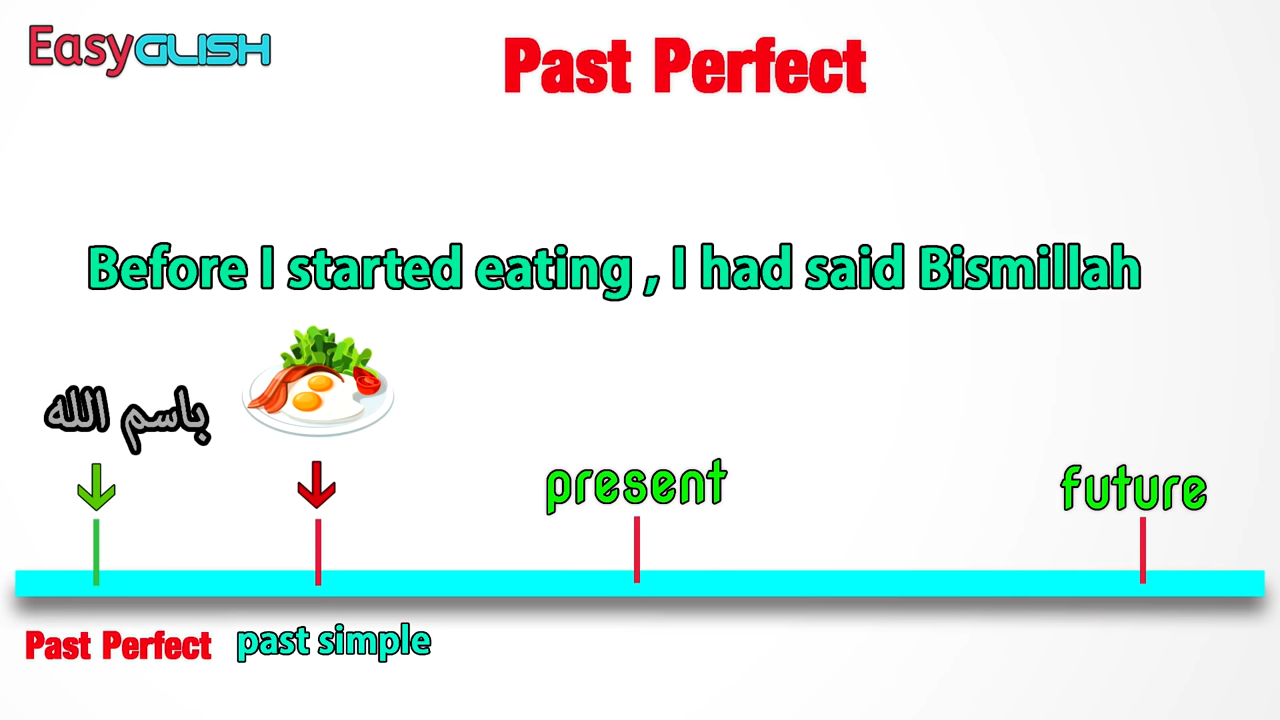 EasyGLISH
Past Perfect
Before I started eating , I had said Bismillah
باسم الله
present
future
Past Perfect
past simple